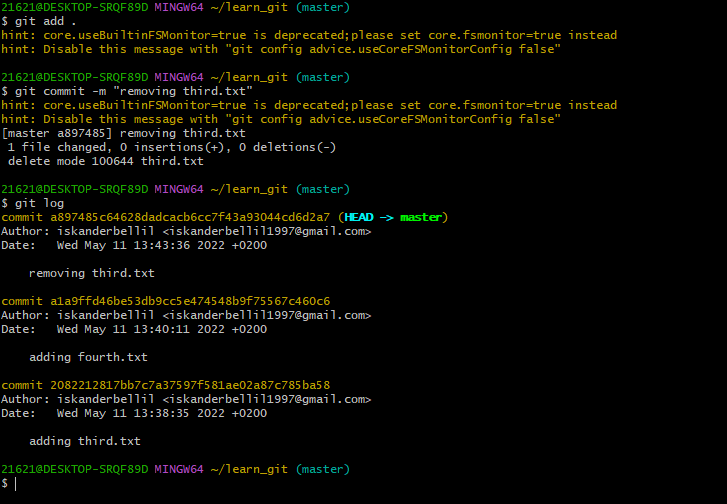 21621@DESKTOP-SRQF89D MINGW64 ~/learn_git (master)
$ git add .
hint: core.useBuiltinFSMonitor=true is deprecated;please set core.fsmonitor=true instead
hint: Disable this message with "git config advice.useCoreFSMonitorConfig false"
21621@DESKTOP-SRQF89D MINGW64 ~/learn_git (master)
$ git commit -m "removing third.txt"
hint: core.useBuiltinFSMonitor=true is deprecated;please set core.fsmonitor=true instead
hint: Disable this message with "git config advice.useCoreFSMonitorConfig false"
[master a897485] removing third.txt
 1 file changed, 0 insertions(+), 0 deletions(-)
 delete mode 100644 third.txt
21621@DESKTOP-SRQF89D MINGW64 ~/learn_git (master)
$ git log
commit a897485c64628dadcacb6cc7f43a93044cd6d2a7 (HEAD -> master)
Author: iskanderbellil <iskanderbellil1997@gmail.com>
Date:   Wed May 11 13:43:36 2022 +0200
    removing third.txt
commit a1a9ffd46be53db9cc5e474548b9f75567c460c6
Author: iskanderbellil <iskanderbellil1997@gmail.com>
Date:   Wed May 11 13:40:11 2022 +0200
    adding fourth.txt
commit 2082212817bb7c7a37597f581ae02a87c785ba58
Author: iskanderbellil <iskanderbellil1997@gmail.com>
Date:   Wed May 11 13:38:35 2022 +0200
    adding third.txt
21621@DESKTOP-SRQF89D MINGW64 ~/learn_git (master)
$